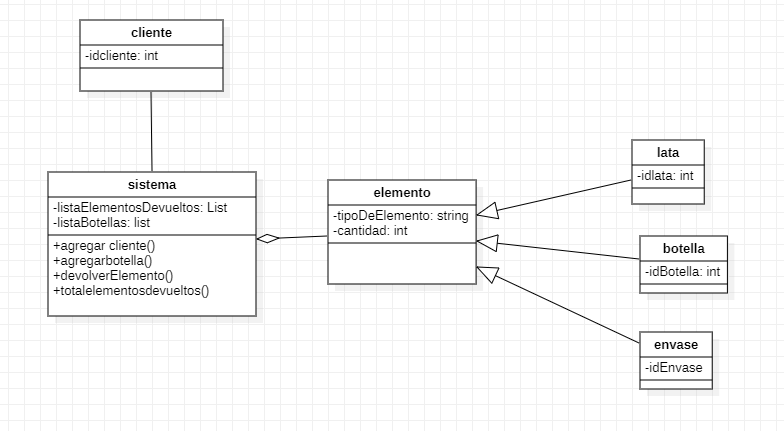 cliente
-idcliente: int
sistema
-listaElementosDevueltos: List
-listaBotellas: list
+agregar cliente()
+agregarbotella()
+devolverElemento()
+totalelementosdevueltos()
elemento
-tipoDeElemento: string
-cantidad: int
lata
-idlata: int
botella
-idBotella: int
envase
-idEnvase